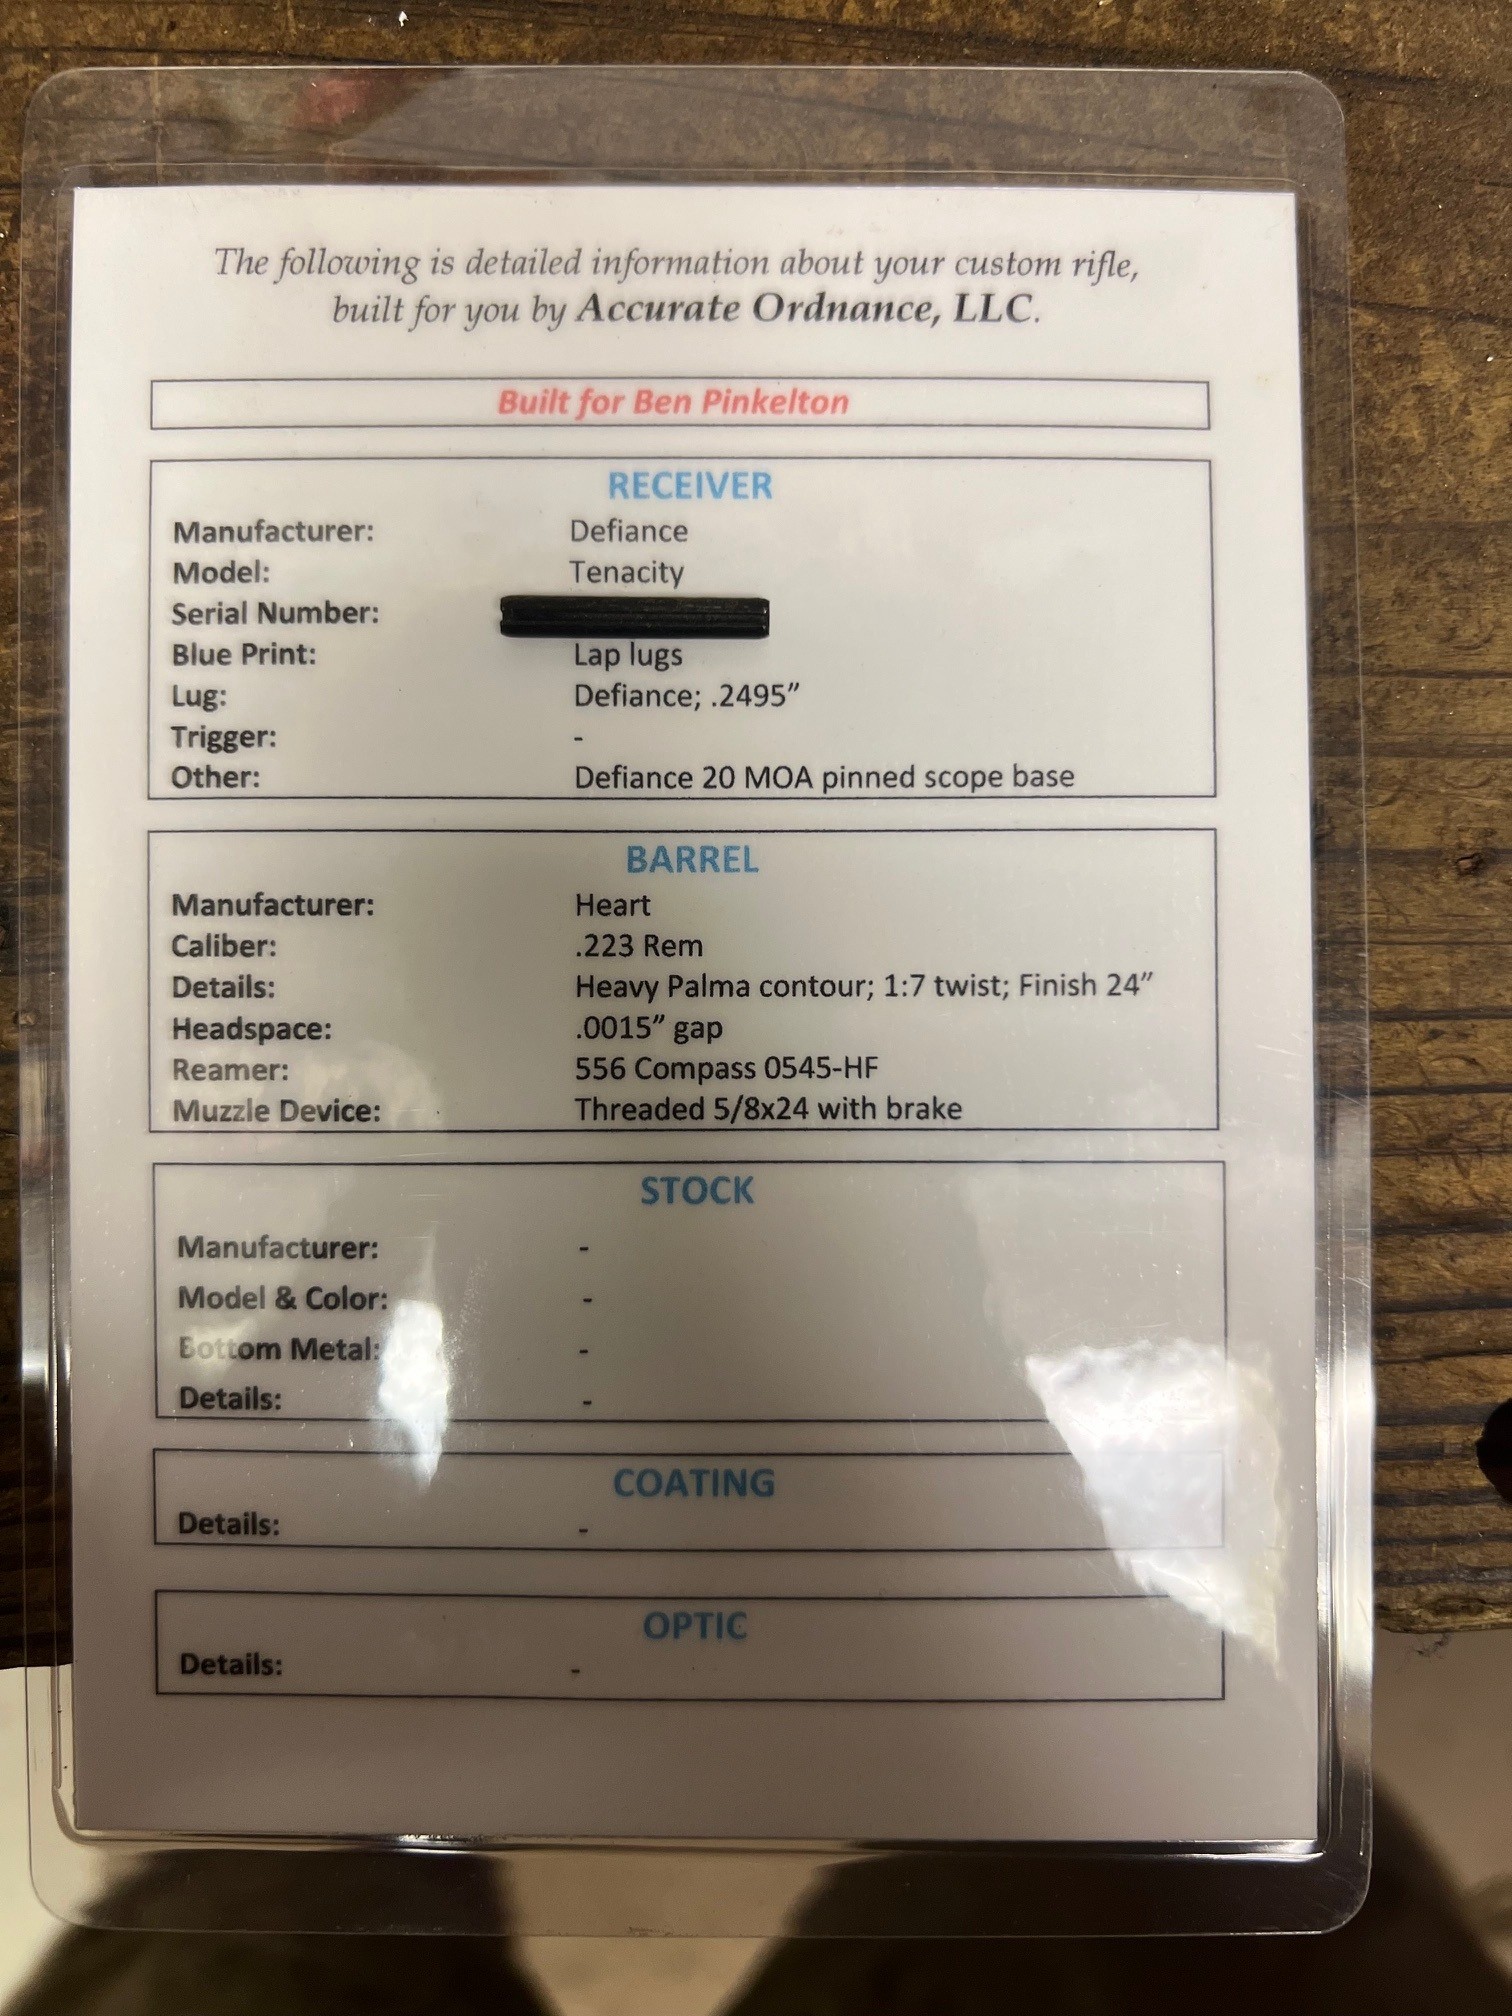 The following is detailed information about your custom rifle,
built for you by Accurate Ordnance, LLC.
Built for Ben Pinkelton
RECEIVER
Manufacturer: Defiance
Model: Tenacity
Serial Number:
Blue Print: Lap lugs
Lug: Defiance; .2495”
Trigger: -
Other: Defiance 20 MOA pinned scope base
BARREL
Manufacturer: Heart
Caliber: .223 Rem
Details: Heavy Palma contour; 1:7 twist; Finish 24”
Headspace: .0015” gap
Reamer: 556 Compass 0545-HF
Muzzle Device: Threaded 5/8x24 with brake
STOCK
Manufacturer: -
Model & Color: -
Bottom Metal: -
Details: -
COATING
Details: -
OPTIC
Details: -